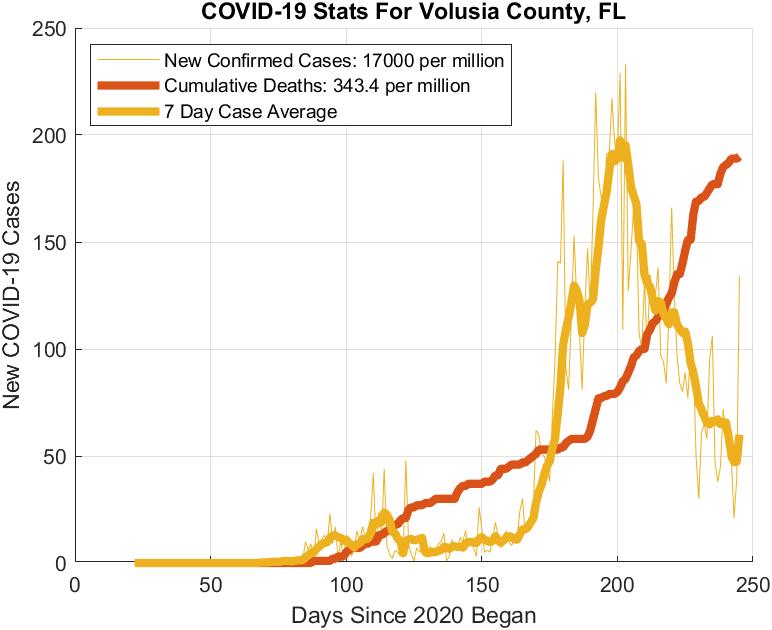 COVID-19 Stats For Volusia County, FL
250
New Confirmed Cases: 17000 per million
Cumulative Deaths: 343.4 per million
7 Day Case Average
200
150
100
50
0
New COVID-19 Cases
0 50 100 150 200 250
Days Since 2020 Began